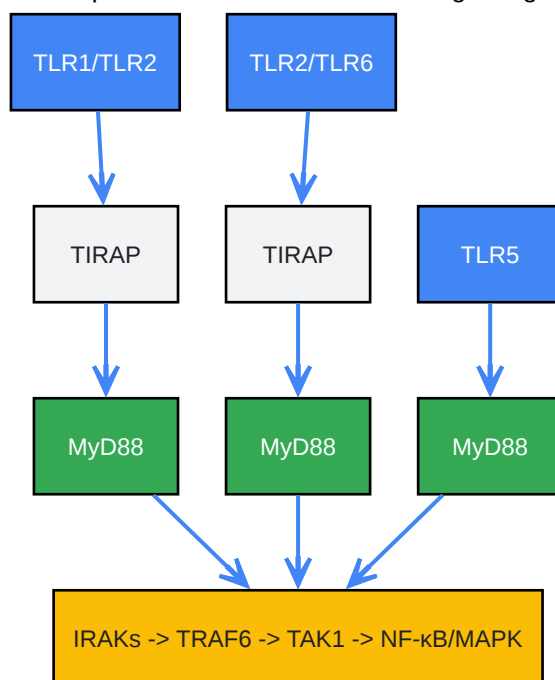 TLR1/TLR2
TLR2/TLR6
TIRAP
TIRAP
TLR5
MyD88
MyD88
MyD88
IRAKs -> TRAF6 -> TAK1 -> NF-κB/MAPK